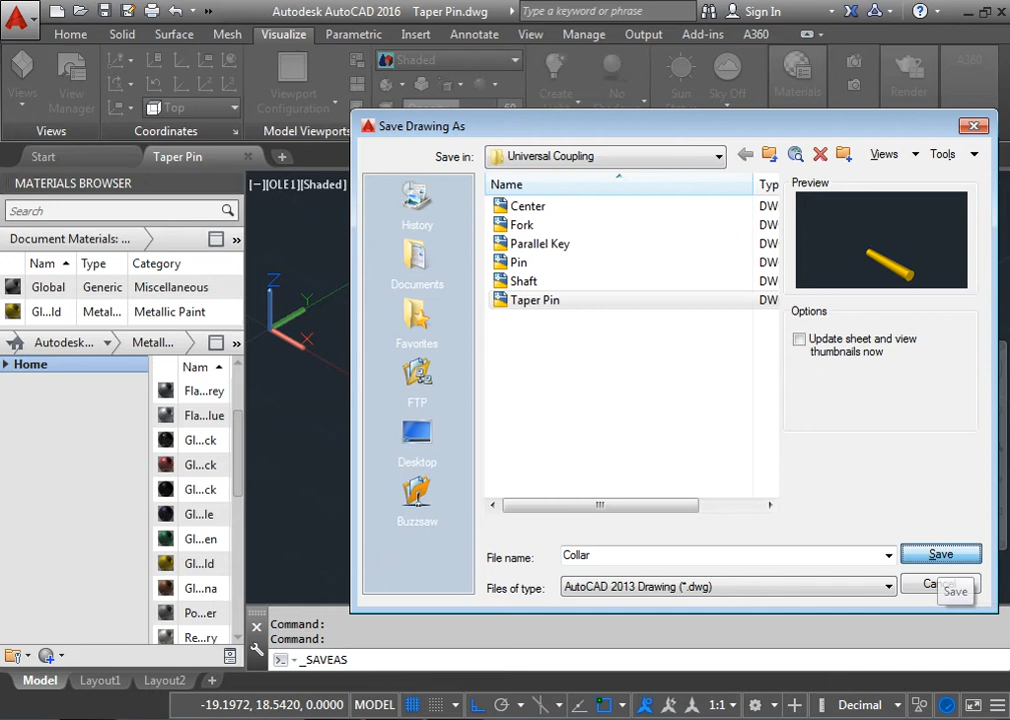 Autodesk AutoCAD 2016 Taper Pin.dwg
Type a keyword or phrase
Sign In
Home Solid Surface Mesh Visualize Parametric Insert Annotate View Manage Output Add-ins A360
Views
View Manager
Top
Viewport Configuration
Shaded
Create
No
Sun
Sky Off
Materials
Render
A360
Views
Coordinates
Model Viewports
Start
Taper Pin
MATERIALS BROWSER
Search
Document Materials: ...
Nam Type Category
Global Generic Miscellaneous
Gl...ld Metal... Metallic Paint
Autodesk... Metall...
Home
Nam
Fla...rey
Fla...lue
Gl...ck
Gl...ck
Gl...ck
Gl...le
Gl...en
Gl...ld
Gl...na
Po...er
Re...ry
[−][OLE1][Shaded]
Z
Y
X
Save Drawing As
Save in: Universal Coupling
Views
Tools
History
Documents
Favorites
FTP
Desktop
Buzzsaw
Name Typ
Center DW
Fork DW
Parallel Key DW
Pin DW
Shaft DW
Taper Pin DW
Preview
Options
Update sheet and view
thumbnails now
File name: Collar
Save
Files of type: AutoCAD 2013 Drawing (*.dwg)
Save
Command:
Command:
_SAVEAS
Model Layout1 Layout2 +
-19.1972, 18.5420, 0.0000 MODEL
1:1
Decimal